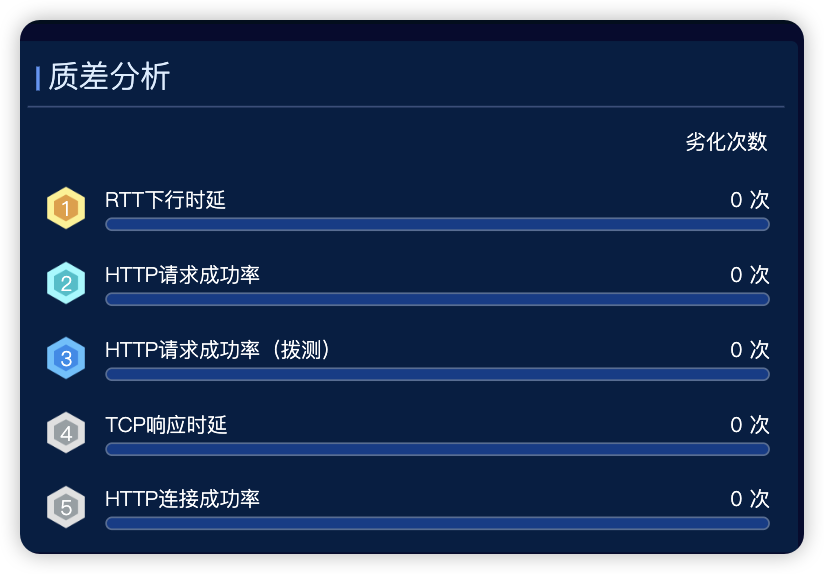 质差分析
劣化次数
1 RTT下行时延 0 次
2 HTTP请求成功率 0 次
3 HTTP请求成功率（拨测） 0 次
4 TCP响应时延 0 次
5 HTTP连接成功率 0 次